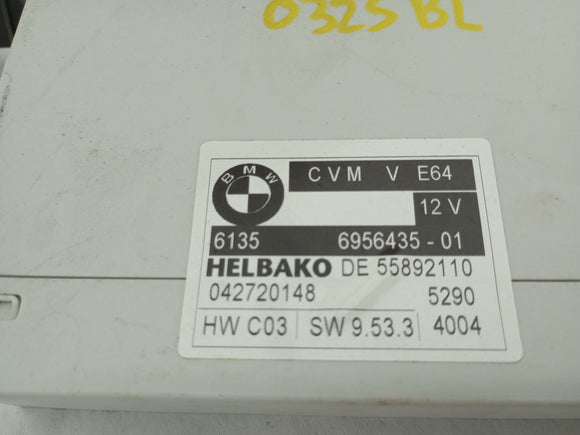 0325 BL
BMW
CVM V E64
12 V
6135 6956435-01
HELBAKO DE 55892110
042720148 5290
HW C03 SW 9.53.3 4004